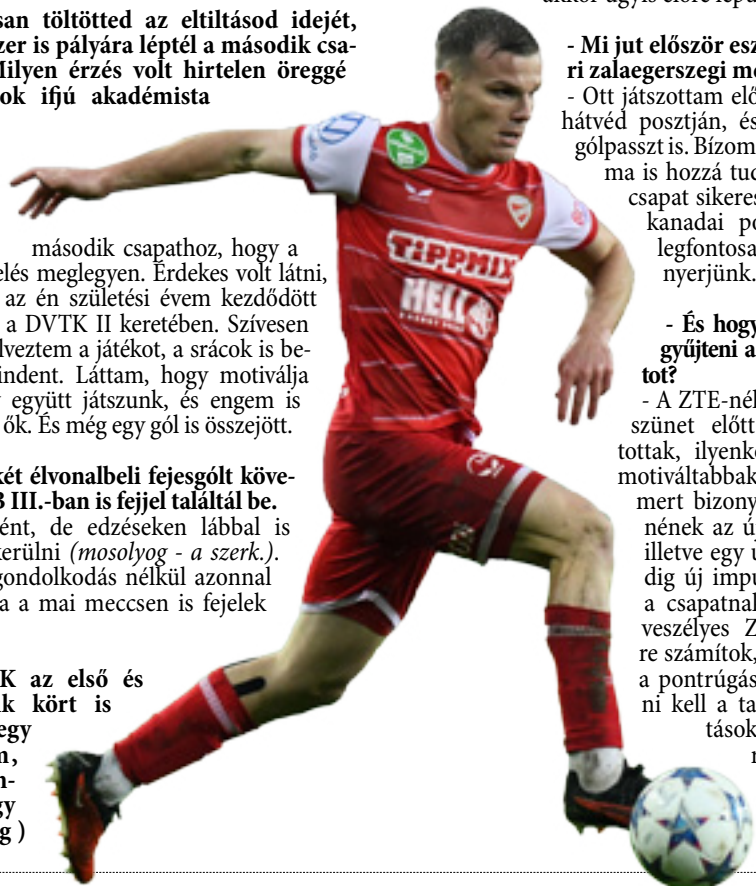 san töltötted az eltiltásod idejét,
zer is pályára léptél a második csa-
Milyen érzés volt hirtelen öreggé
ok ifjú akadémista
második csapathoz, hogy a
elés meglegyen. Érdekes volt látni,
az én születési évem kezdődött
a DVTK II keretében. Szívesen
lveztem a játékot, a srácok is be-
indent. Láttam, hogy motiválja
együtt játszunk, és engem is
ők. És még egy gól is összejött.
két élvonalbeli fejesgólt köve-
B III.-ban is fejjel találtál be.
ént, de edzéseken lábbal is
kerülni (mosolyog - a szerk.).
gondolkodás nélkül azonnal
a a mai meccsen is fejelek
K az első és
k kört is
egy
n,
n-
gy
g )
TIPPMIX
HELL
ENERGY DRINK
- Mi jut először esz
ri zalaegerszegi me
- Ott játszottam elő
hátvéd posztján, és
gólpasszt is. Bízom
ma is hozzá tud
csapat sikeres
kanadai po
legfontosa
nyerjünk.
- És hogy
gyűjteni a
tot?
- A ZTE-nél
szünet előtt
tottak, ilyenko
motiváltabbak
mert bizony
nének az ú
illetve egy ú
dig új impu
a csapatnal
veszélyes Z
re számítok,
a pontrúgás
ni kell a ta
tások